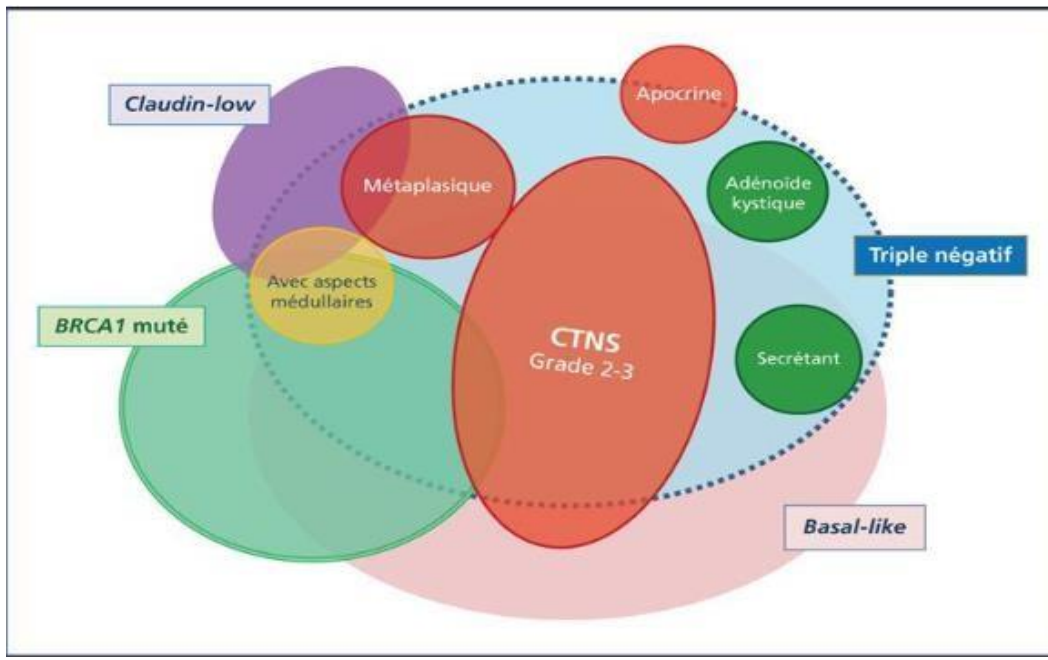 Claudin-low
Apocrine
Métaplasique
Adénoïde
kystique
Triple négatif
Avec aspects
médullaires
BRCA1 muté
CTNS
Grade 2-3
Secrétant
Basal-like